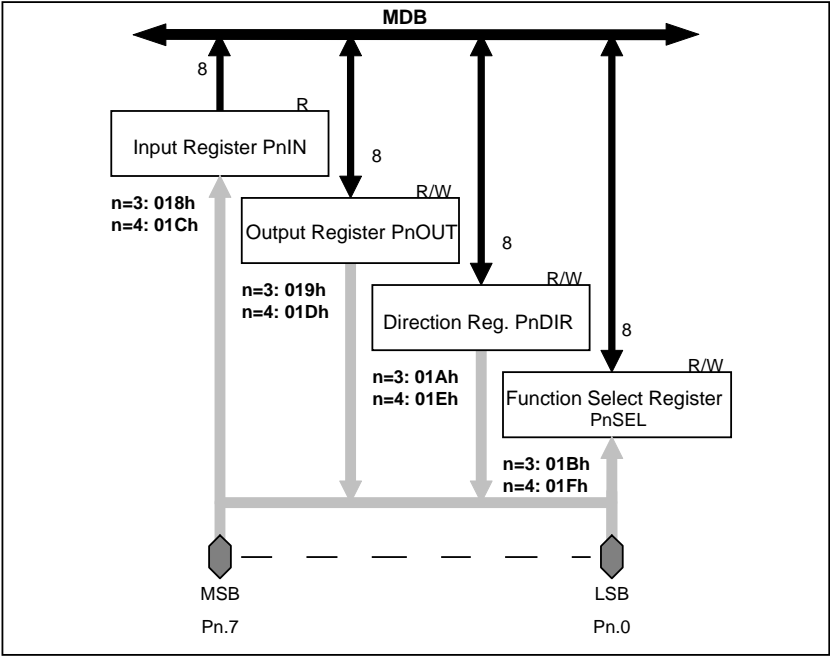 MDB
8
R
Input Register PnIN
8
n=3: 018h
n=4: 01Ch
R/W
Output Register PnOUT
8
n=3: 019h
n=4: 01Dh
R/W
Direction Reg. PnDIR
8
n=3: 01Ah
n=4: 01Eh
R/W
Function Select Register
PnSEL
n=3: 01Bh
n=4: 01Fh
MSB
LSB
Pn.7
Pn.0